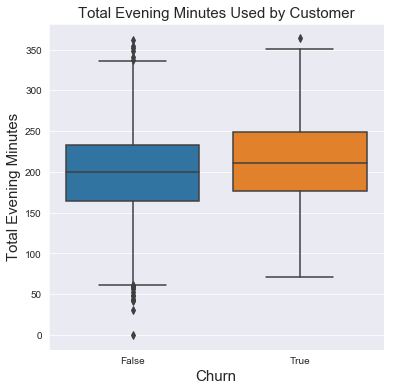 Total Evening Minutes Used by Customer
Total Evening Minutes
350
300
250
200
150
100
50
0
False
True
Churn